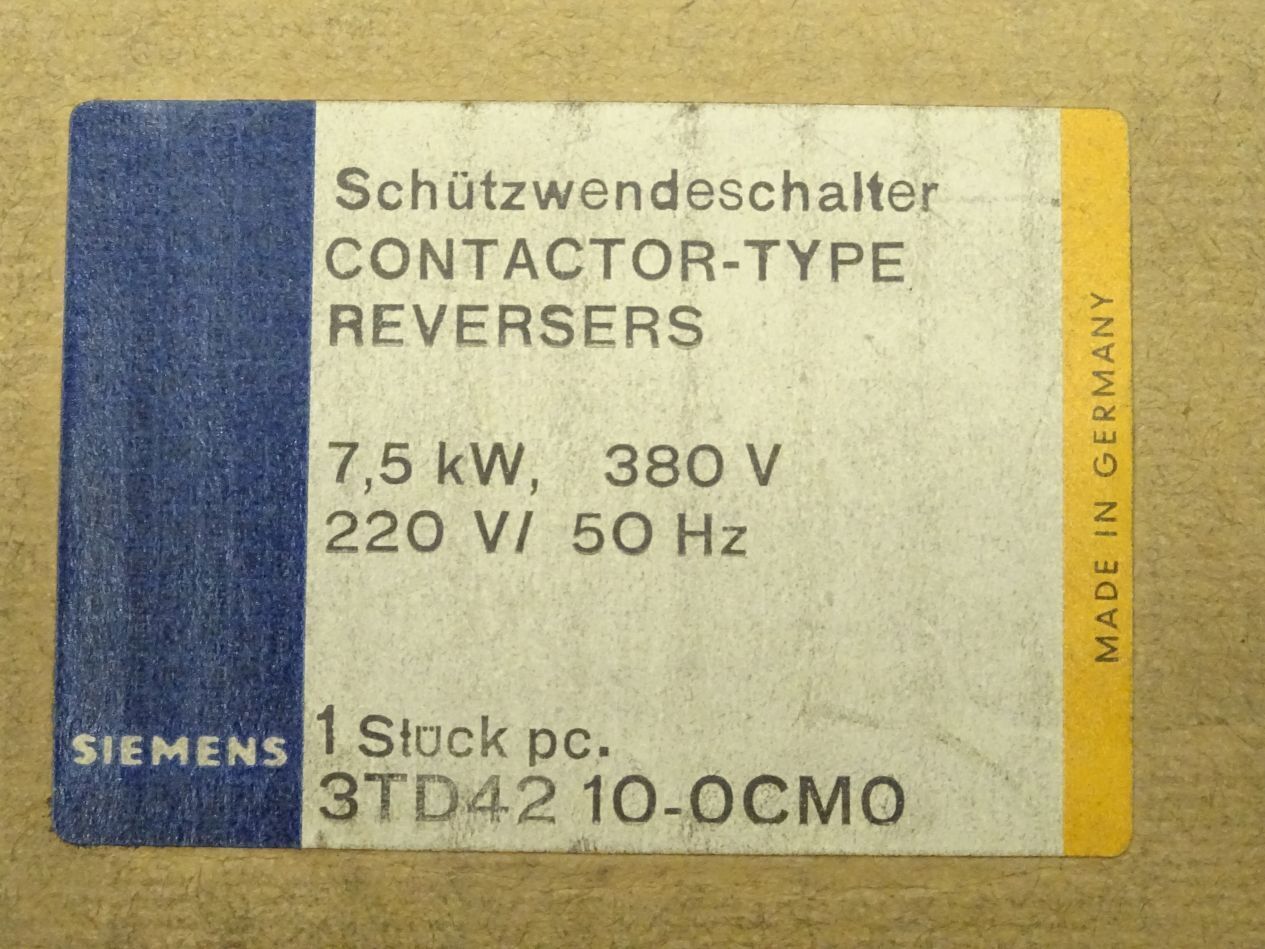 Schützwendeschalter
CONTACTOR-TYPE
REVERSERS
7,5 kW, 380 V
220 V/ 50 Hz
1 Stück pc.
3TD42 10-0CM0
SIEMENS
MADE IN GERMANY